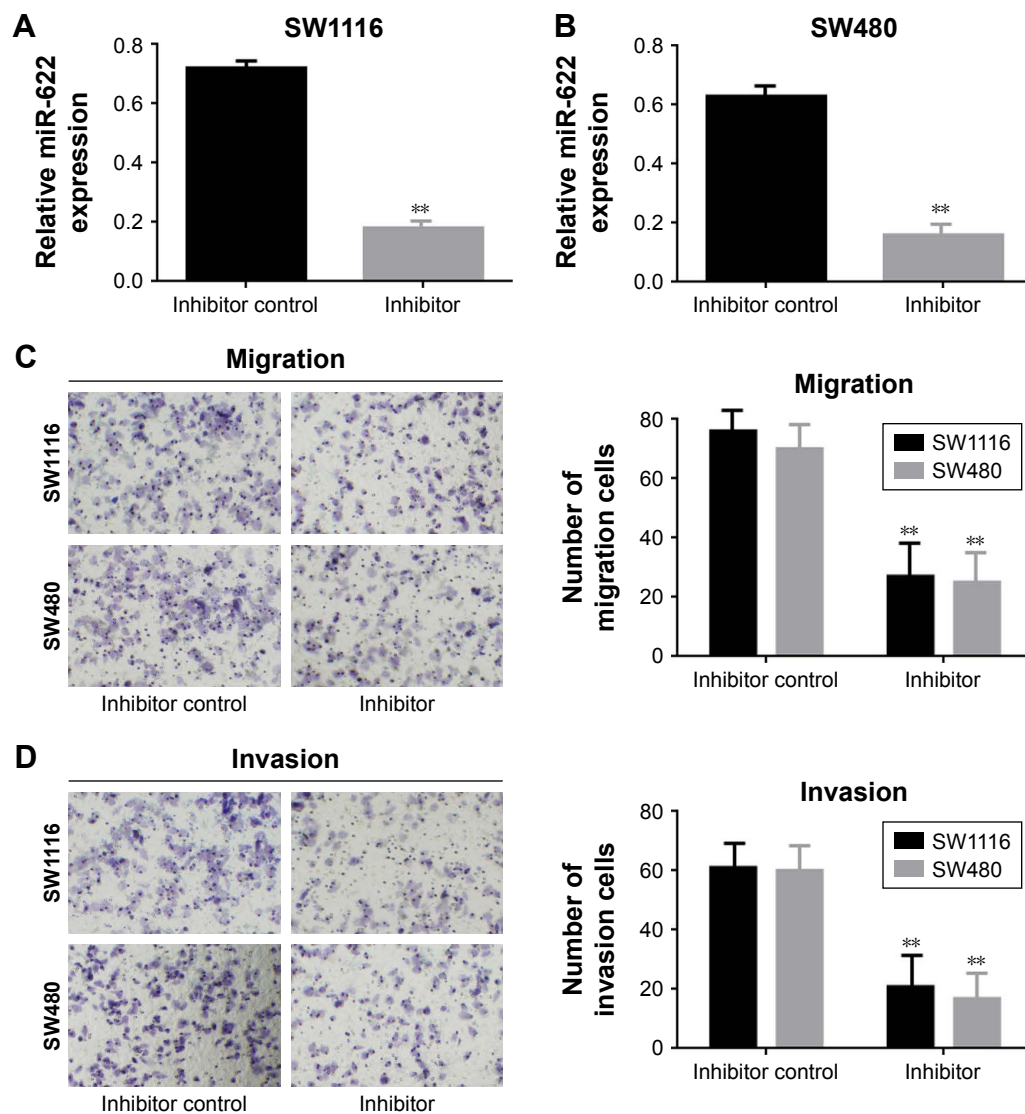 A
SW1116
Relative miR-622
expression
0.8
0.6
0.4
0.2
0.0
**
Inhibitor control
Inhibitor
B
SW480
Relative miR-622
expression
0.8
0.6
0.4
0.2
0.0
**
Inhibitor control
Inhibitor
C
Migration
SW1116
SW480
Inhibitor control
Inhibitor
Migration
Number of
migration cells
80
60
40
20
0
SW1116
SW480
**
**
Inhibitor control
Inhibitor
D
Invasion
SW1116
SW480
Inhibitor control
Inhibitor
Invasion
Number of
invasion cells
80
60
40
20
0
SW1116
SW480
**
**
Inhibitor control
Inhibitor